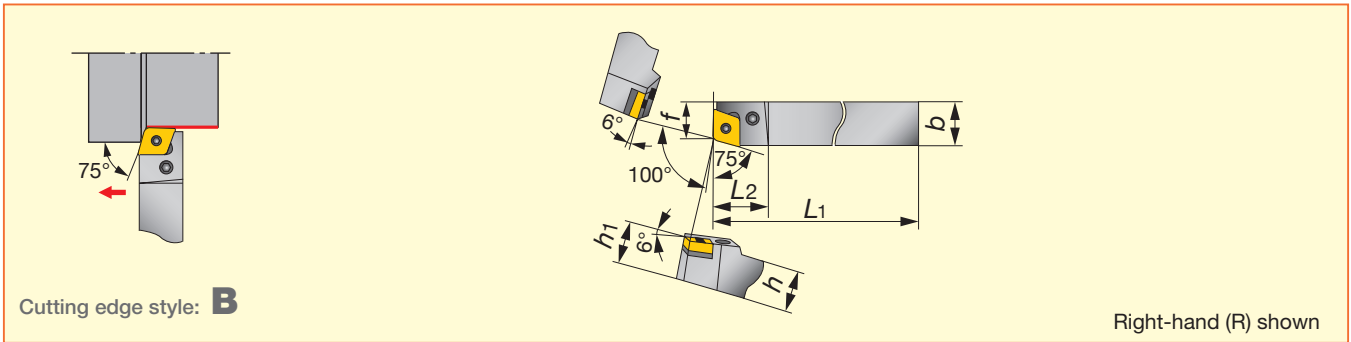 75°
Cutting edge style: B
6°
f
100°
75°
L2
L1
b
h1
6°
h
Right-hand (R) shown